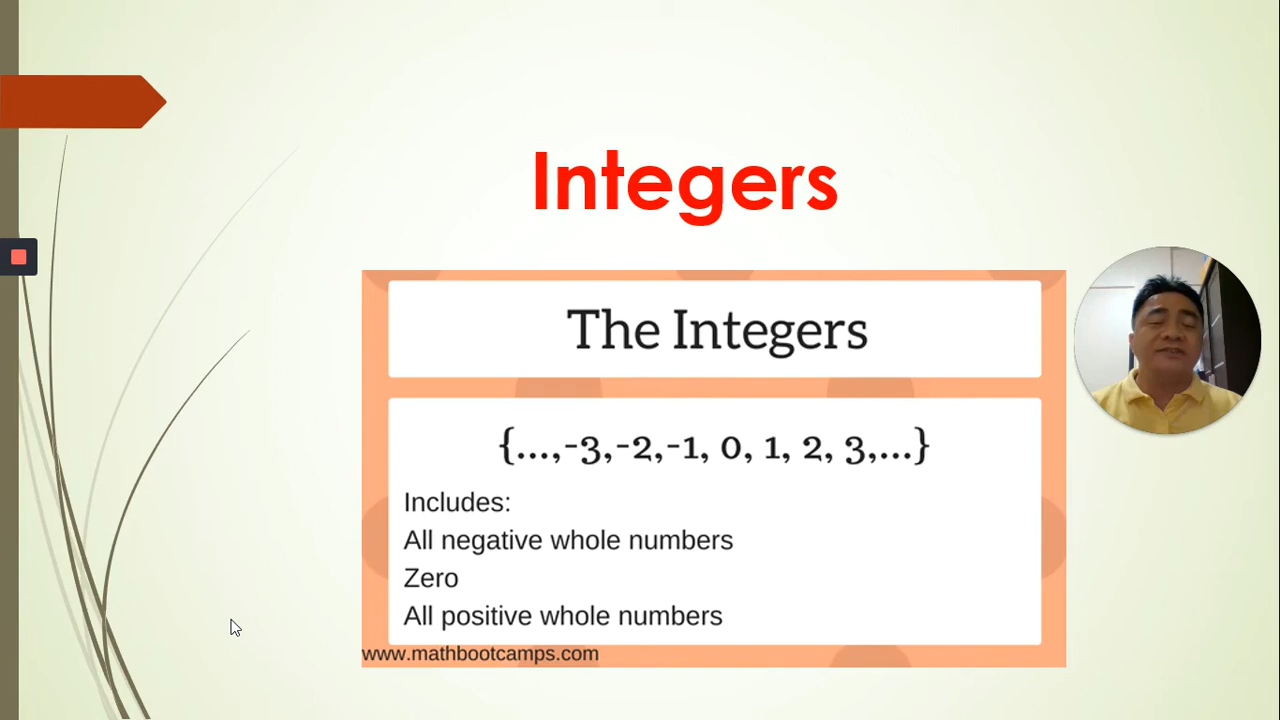 Integers
The Integers
{...,-3,-2,-1, 0, 1, 2, 3,...}
Includes:
All negative whole numbers
Zero
All positive whole numbers
www.mathbootcamps.com